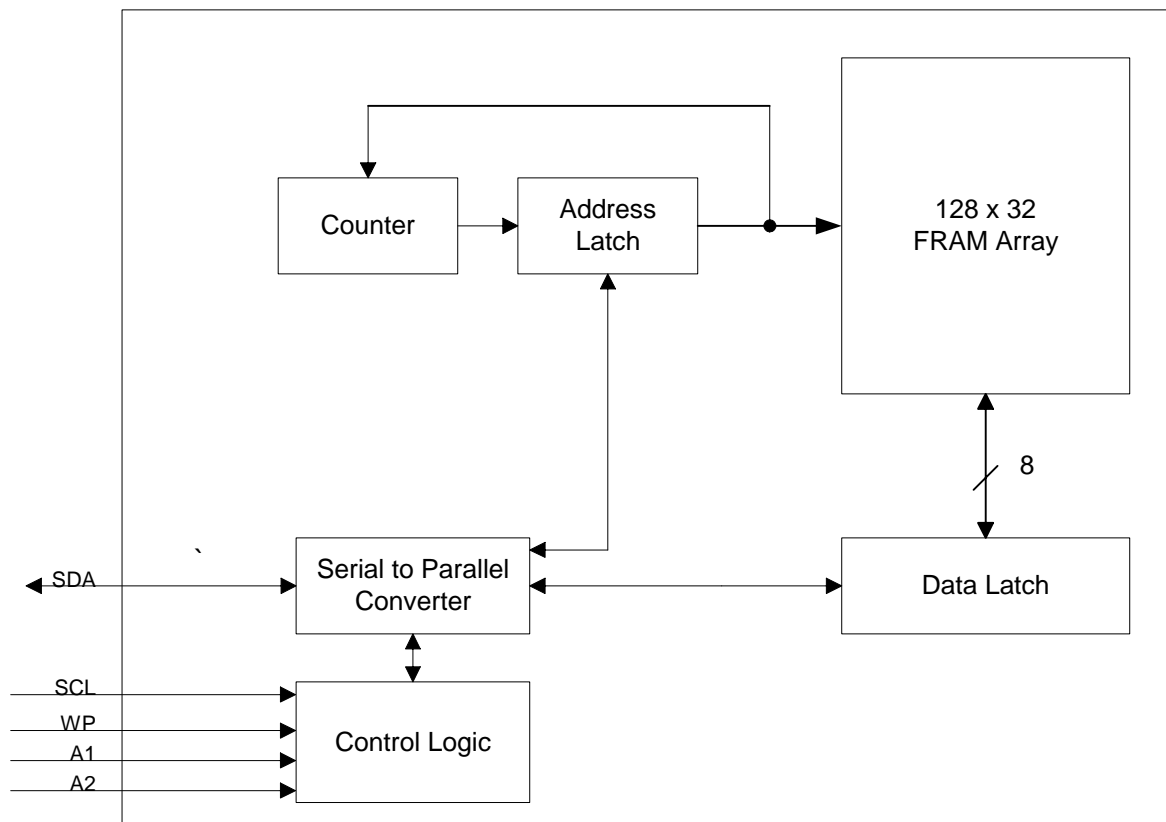 Counter
Address
Latch
128 x 32
FRAM Array
8
`
SDA
Serial to Parallel
Converter
Data Latch
SCL
WP
A1
A2
Control Logic